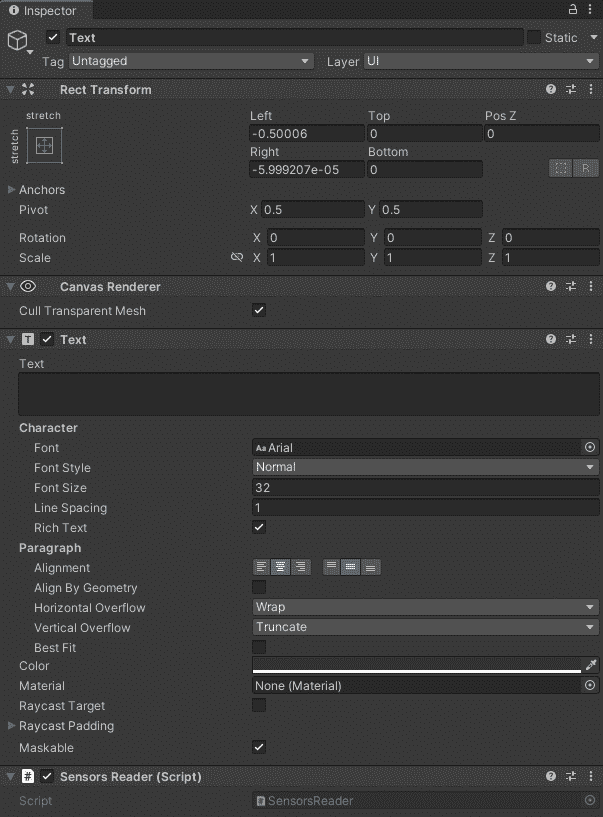 Inspector
Text
Static
Tag Untagged Layer UI
Rect Transform
stretch
stretch
Left Top Pos Z
-0.50006 0 0
Right Bottom
-5.999207e-05 0
R
Anchors
Pivot X 0.5 Y 0.5
Rotation X 0 Y 0 Z 0
Scale X 1 Y 1 Z 1
Canvas Renderer
Cull Transparent Mesh
T Text
Text
Character
Font Aa Arial
Font Style Normal
Font Size 32
Line Spacing 1
Rich Text
Paragraph
Alignment
Align By Geometry
Horizontal Overflow Wrap
Vertical Overflow Truncate
Best Fit
Color
Material None (Material)
Raycast Target
Raycast Padding
Maskable
# Sensors Reader (Script)
Script # SensorsReader